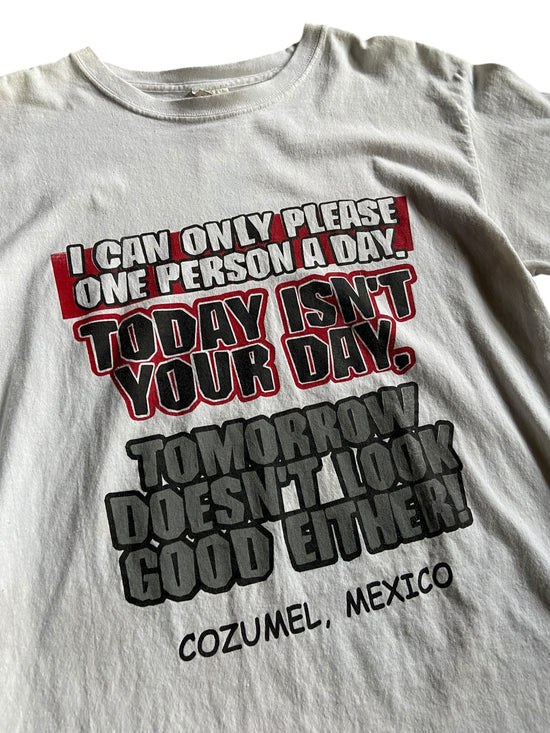 I CAN ONLY PLEASE
ONE PERSON A DAY.
TODAY ISN'T
YOUR DAY,
TOMORROW
DOESN'T LOOK
GOOD EITHER!
COZUMEL, MEXICO